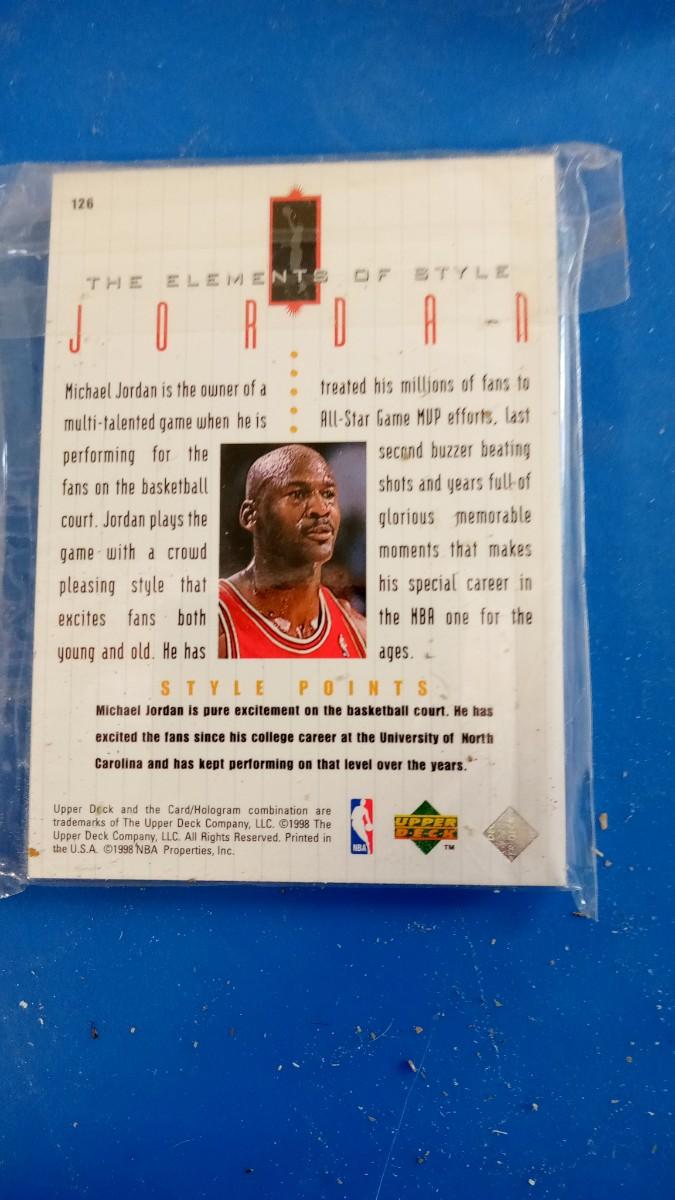 126
THE ELEMENTS OF STYLE
JORDAN
Michael Jordan is the owner of a
multi-talented game when he is
performing for the
fans on the basketball
court. Jordan plays the
game with a crowd
pleasing style that
excites fans both
young and old. He has
treated his millions of fans to
All-Star Game MVP efforts, last
second buzzer beating
shots and years full of
glorious memorable
moments that makes
his special career in
the NBA one for the
ages.
STYLE POINTS
Michael Jordan is pure excitement on the basketball court. He has
excited the fans since his college career at the University of North
Carolina and has kept performing on that level over the years.
Upper Deck and the Card/Hologram combination are
trademarks of The Upper Deck Company, LLC. ©1998 The
Upper Deck Company, LLC. All Rights Reserved. Printed in
the U.S.A. ©1998 NBA Properties, Inc.
NBA
UPPER
DECK
TM